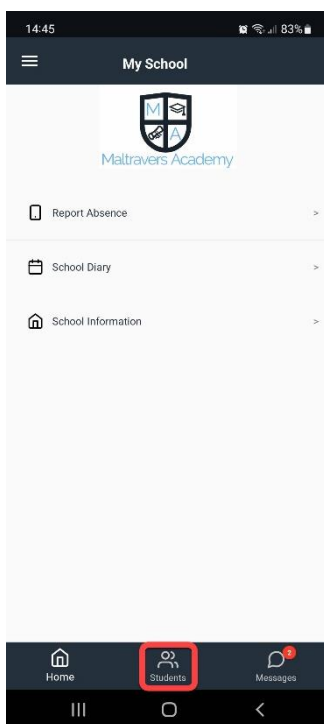 14:45 83%
My School
M
A
Maltravers Academy
Report Absence >
School Diary >
School Information >
2
Home Students Messages